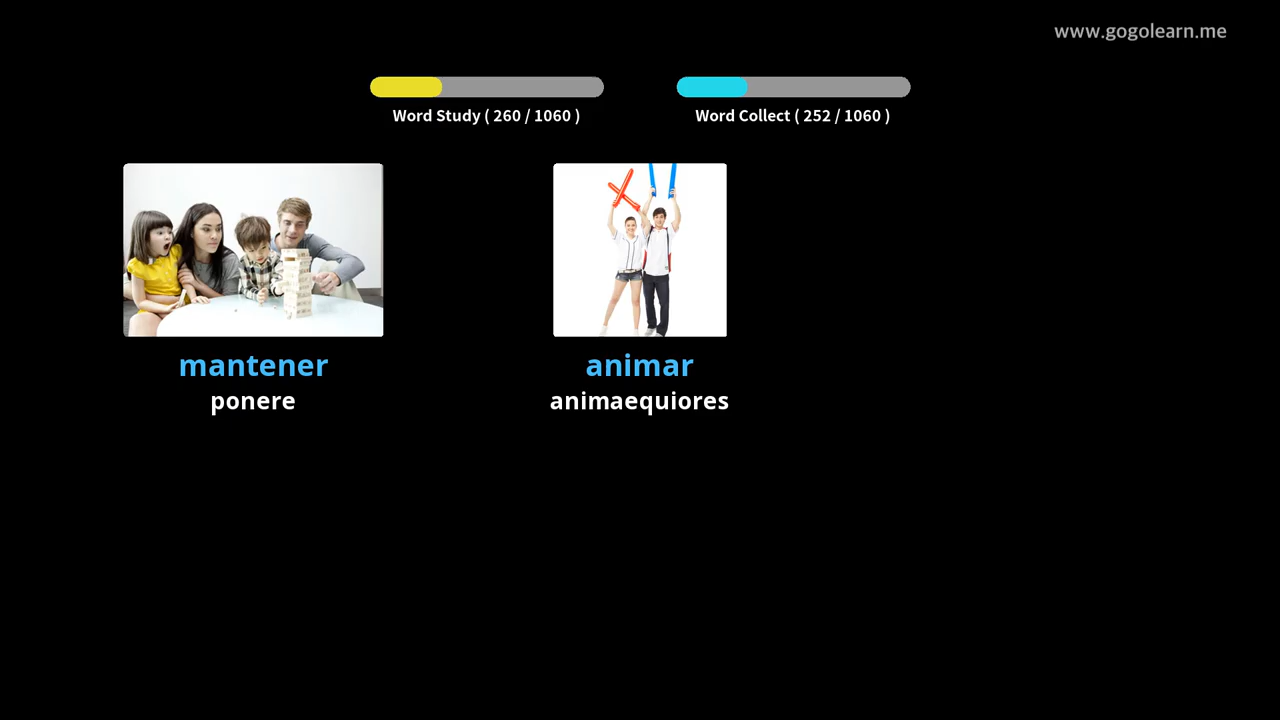 www.gogolearn.me
Word Study ( 260 / 1060 )
Word Collect ( 252 / 1060 )
mantener
ponere
animar
animaequiores